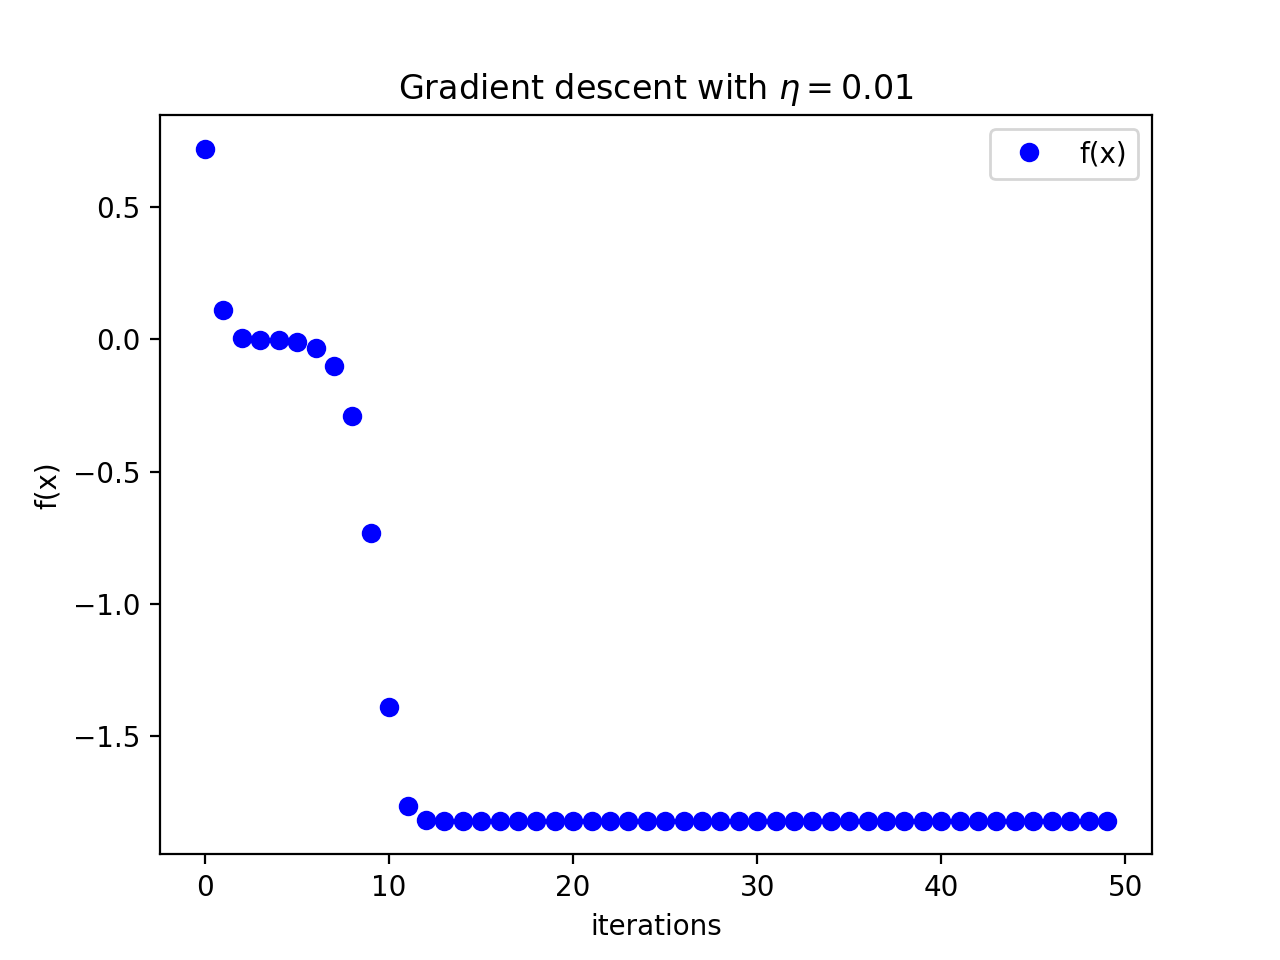 Gradient descent with η = 0.01
f(x)
0.5
0.0
−0.5
−1.0
−1.5
f(x)
0 10 20 30 40 50
iterations